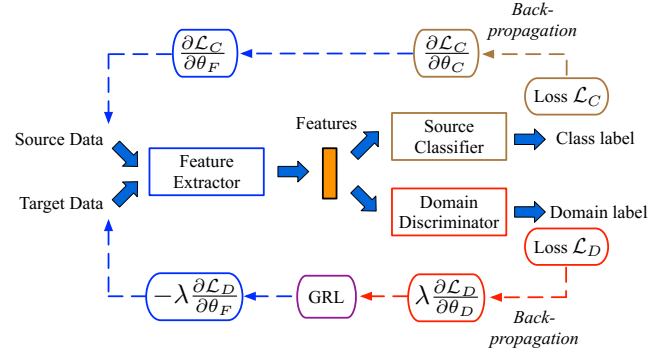 Back-
propagation
∂ℒ_C/∂θ_F
∂ℒ_C/∂θ_C
Loss ℒ_C
Features
Source Data
Source
Classifier
Class label
Feature
Extractor
Target Data
Domain
Discriminator
Domain label
Loss ℒ_D
−λ ∂ℒ_D/∂θ_F
GRL
λ ∂ℒ_D/∂θ_D
Back-
propagation